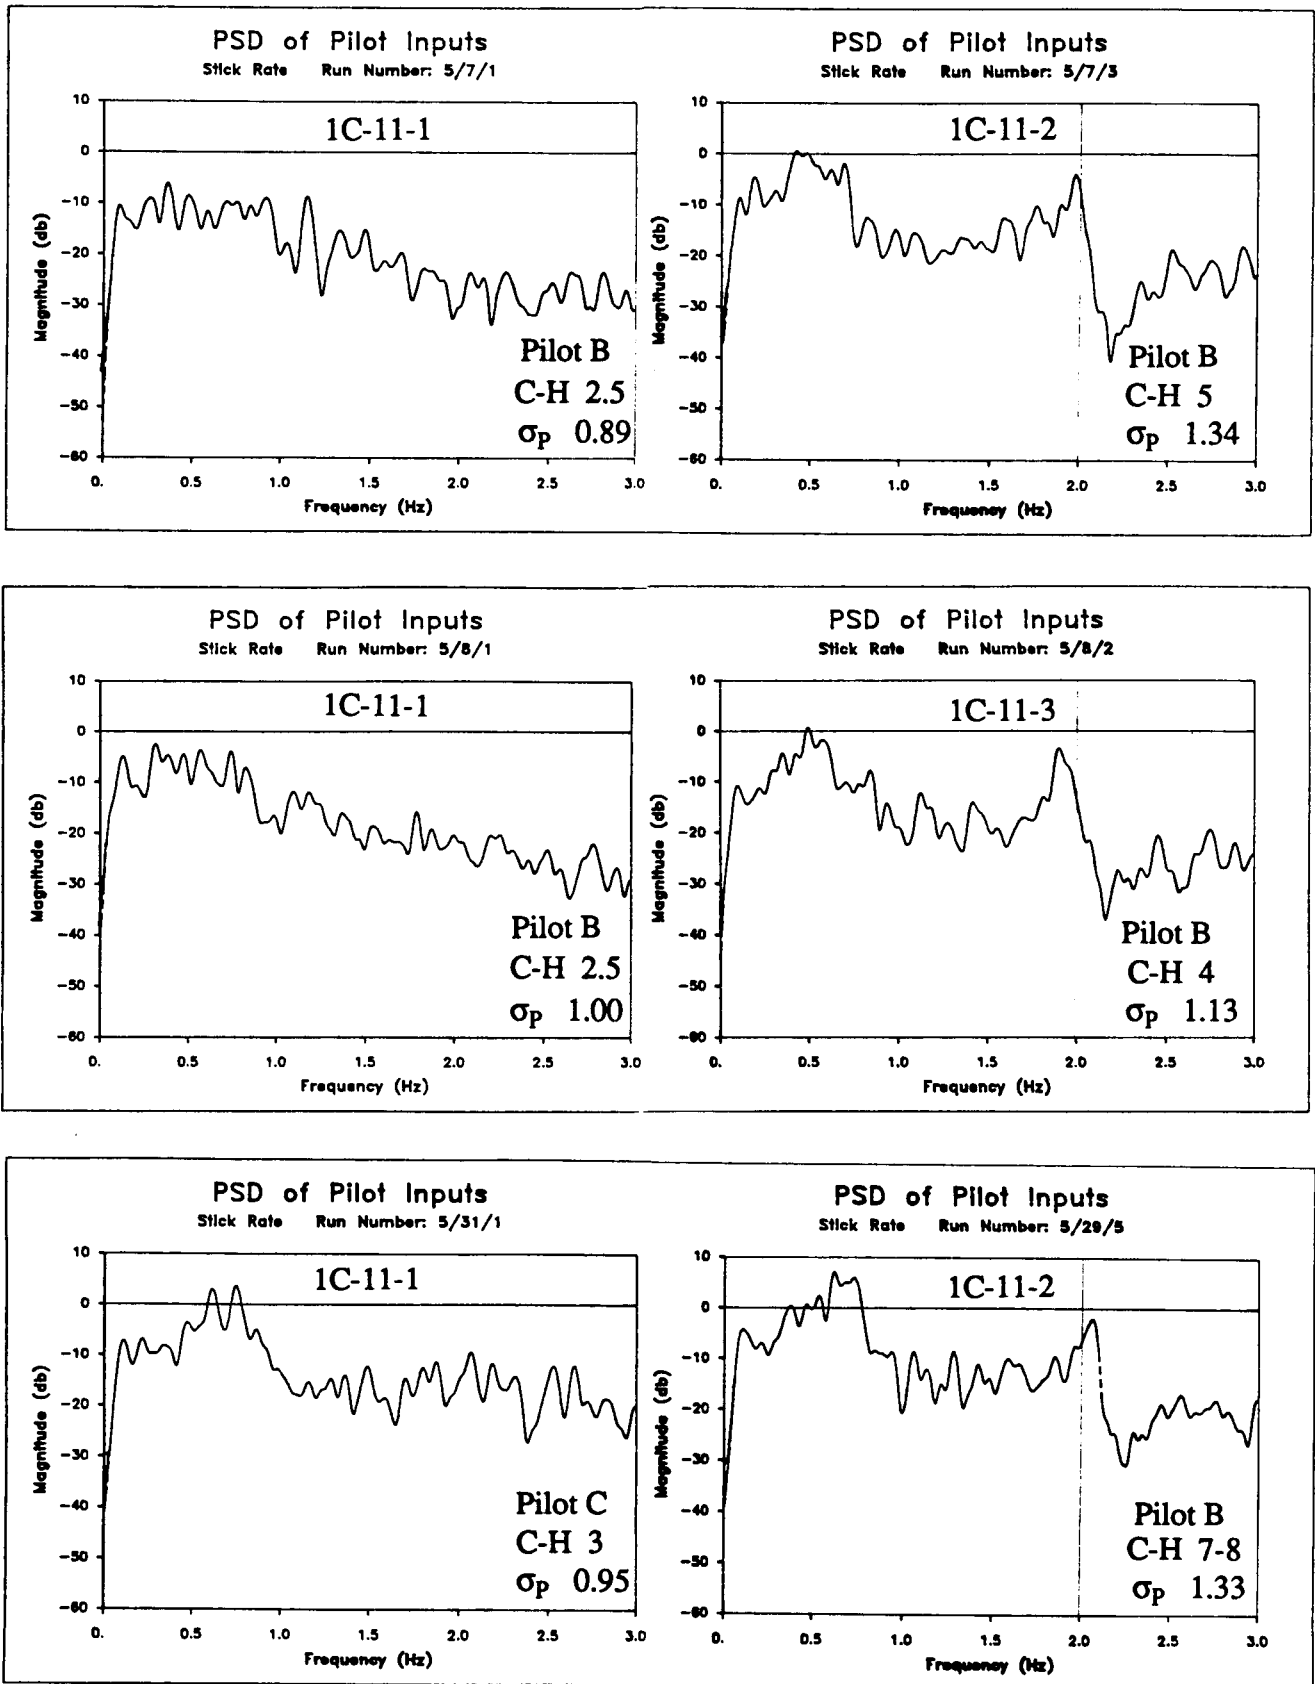 PSD of Pilot Inputs
Stick Rate Run Number: 5/7/1
1C-11-1
10
0
-10
-20
-30
-40
-50
-60
Magnitude (db)
Pilot B
C-H 2.5
σP 0.89
0. 0.5 1.0 1.5 2.0 2.5 3.0
Frequency (Hz)
PSD of Pilot Inputs
Stick Rate Run Number: 5/7/3
1C-11-2
10
0
-10
-20
-30
-40
-50
-60
Magnitude (db)
Pilot B
C-H 5
σP 1.34
0. 0.5 1.0 1.5 2.0 2.5 3.0
Frequency (Hz)
PSD of Pilot Inputs
Stick Rate Run Number: 5/8/1
1C-11-1
10
0
-10
-20
-30
-40
-50
-60
Magnitude (db)
Pilot B
C-H 2.5
σP 1.00
0. 0.5 1.0 1.5 2.0 2.5 3.0
Frequency (Hz)
PSD of Pilot Inputs
Stick Rate Run Number: 5/8/2
1C-11-3
10
0
-10
-20
-30
-40
-50
-60
Magnitude (db)
Pilot B
C-H 4
σP 1.13
0. 0.5 1.0 1.5 2.0 2.5 3.0
Frequency (Hz)
PSD of Pilot Inputs
Stick Rate Run Number: 5/31/1
1C-11-1
10
0
-10
-20
-30
-40
-50
-60
Magnitude (db)
Pilot C
C-H 3
σP 0.95
0. 0.5 1.0 1.5 2.0 2.5 3.0
Frequency (Hz)
PSD of Pilot Inputs
Stick Rate Run Number: 5/29/5
1C-11-2
10
0
-10
-20
-30
-40
-50
-60
Magnitude (db)
Pilot B
C-H 7-8
σP 1.33
0. 0.5 1.0 1.5 2.0 2.5 3.0
Frequency (Hz)